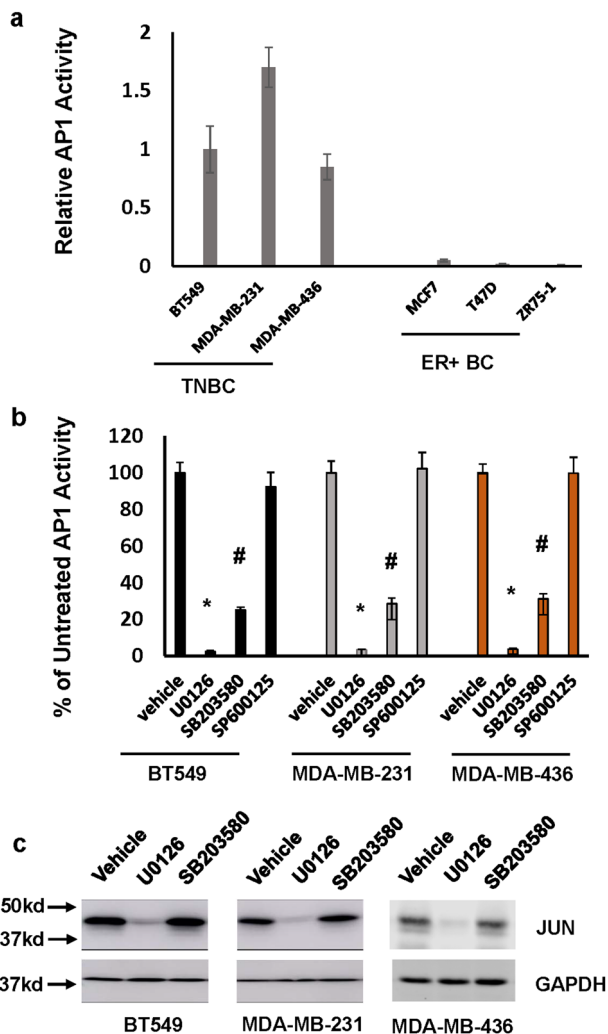 a
Relative AP1 Activity
2
1.5
1
0.5
0
BT549
MDA-MB-231
MDA-MB-436
MCF7
T47D
ZR75-1
TNBC
ER+ BC
b
% of Untreated AP1 Activity
120
100
80
60
40
20
0
* # * # * #
vehicle U0126 SB203580 SP600125 vehicle U0126 SB203580 SP600125 vehicle U0126 SB203580 SP600125
BT549 MDA-MB-231 MDA-MB-436
c
Vehicle U0126 SB203580 Vehicle U0126 SB203580 Vehicle U0126 SB203580
50kd
37kd
JUN
37kd
GAPDH
BT549 MDA-MB-231 MDA-MB-436